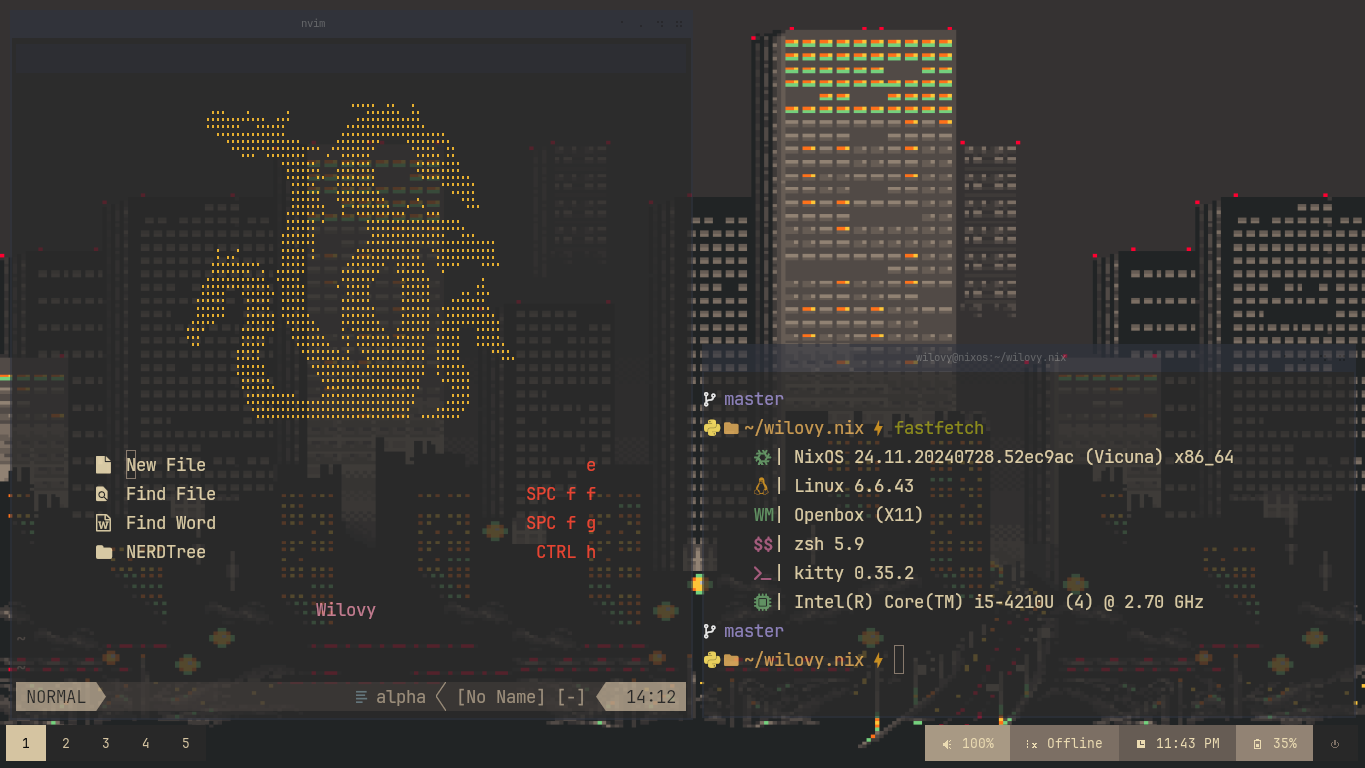 nvim
New File e
Find File SPC f f
Find Word SPC f g
NERDTree CTRL h
Wilovy
~
~
NORMAL alpha [No Name] [-] 14:12
wilovy@nixos:~/wilovy.nix
master
~/wilovy.nix fastfetch
| NixOS 24.11.20240728.52ec9ac (Vicuna) x86_64
| Linux 6.6.43
WM| Openbox (X11)
$$| zsh 5.9
>_| kitty 0.35.2
| Intel(R) Core(TM) i5-4210U (4) @ 2.70 GHz
master
~/wilovy.nix
1 2 3 4 5 100% Offline 11:43 PM 35%